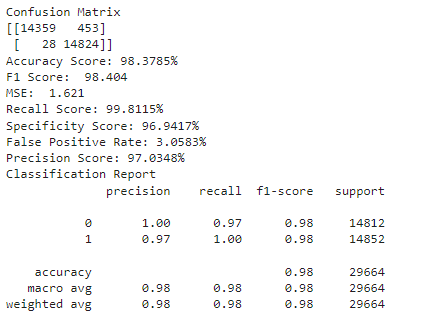 Confusion Matrix
[[14359   453]
 [   28 14824]]
Accuracy Score: 98.3785%
F1 Score:  98.404
MSE:  1.621
Recall Score: 99.8115%
Specificity Score: 96.9417%
False Positive Rate: 3.0583%
Precision Score: 97.0348%
Classification Report
              precision    recall  f1-score   support
           0       1.00      0.97      0.98     14812
           1       0.97      1.00      0.98     14852
    accuracy                           0.98     29664
   macro avg       0.98      0.98      0.98     29664
weighted avg       0.98      0.98      0.98     29664